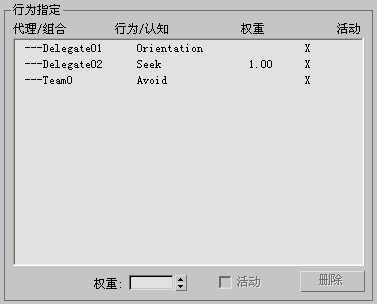 行为指定
代理/组合 行为/认知 权重 活动
---Delegate01 Orientation X
---Delegate02 Seek 1.00 X
---Team0 Avoid X
权重: 活动 删除